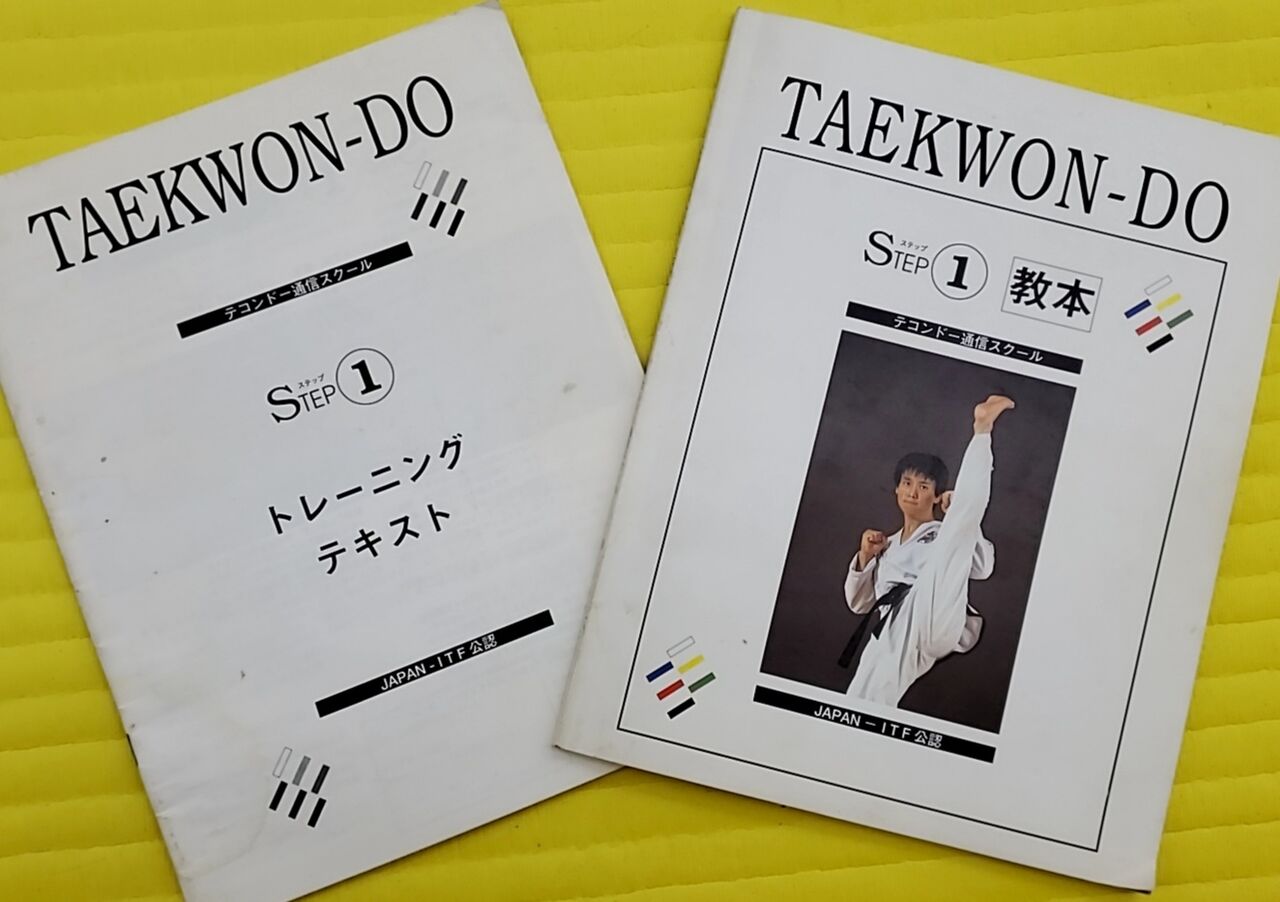 TAEKWON-DO
テコンドー通信スクール
ステップ
STEP 1
トレーニング
テキスト
JAPAN-ITF公認
TAEKWON-DO
ステップ
STEP 1 教本
テコンドー通信スクール
JAPAN-ITF公認